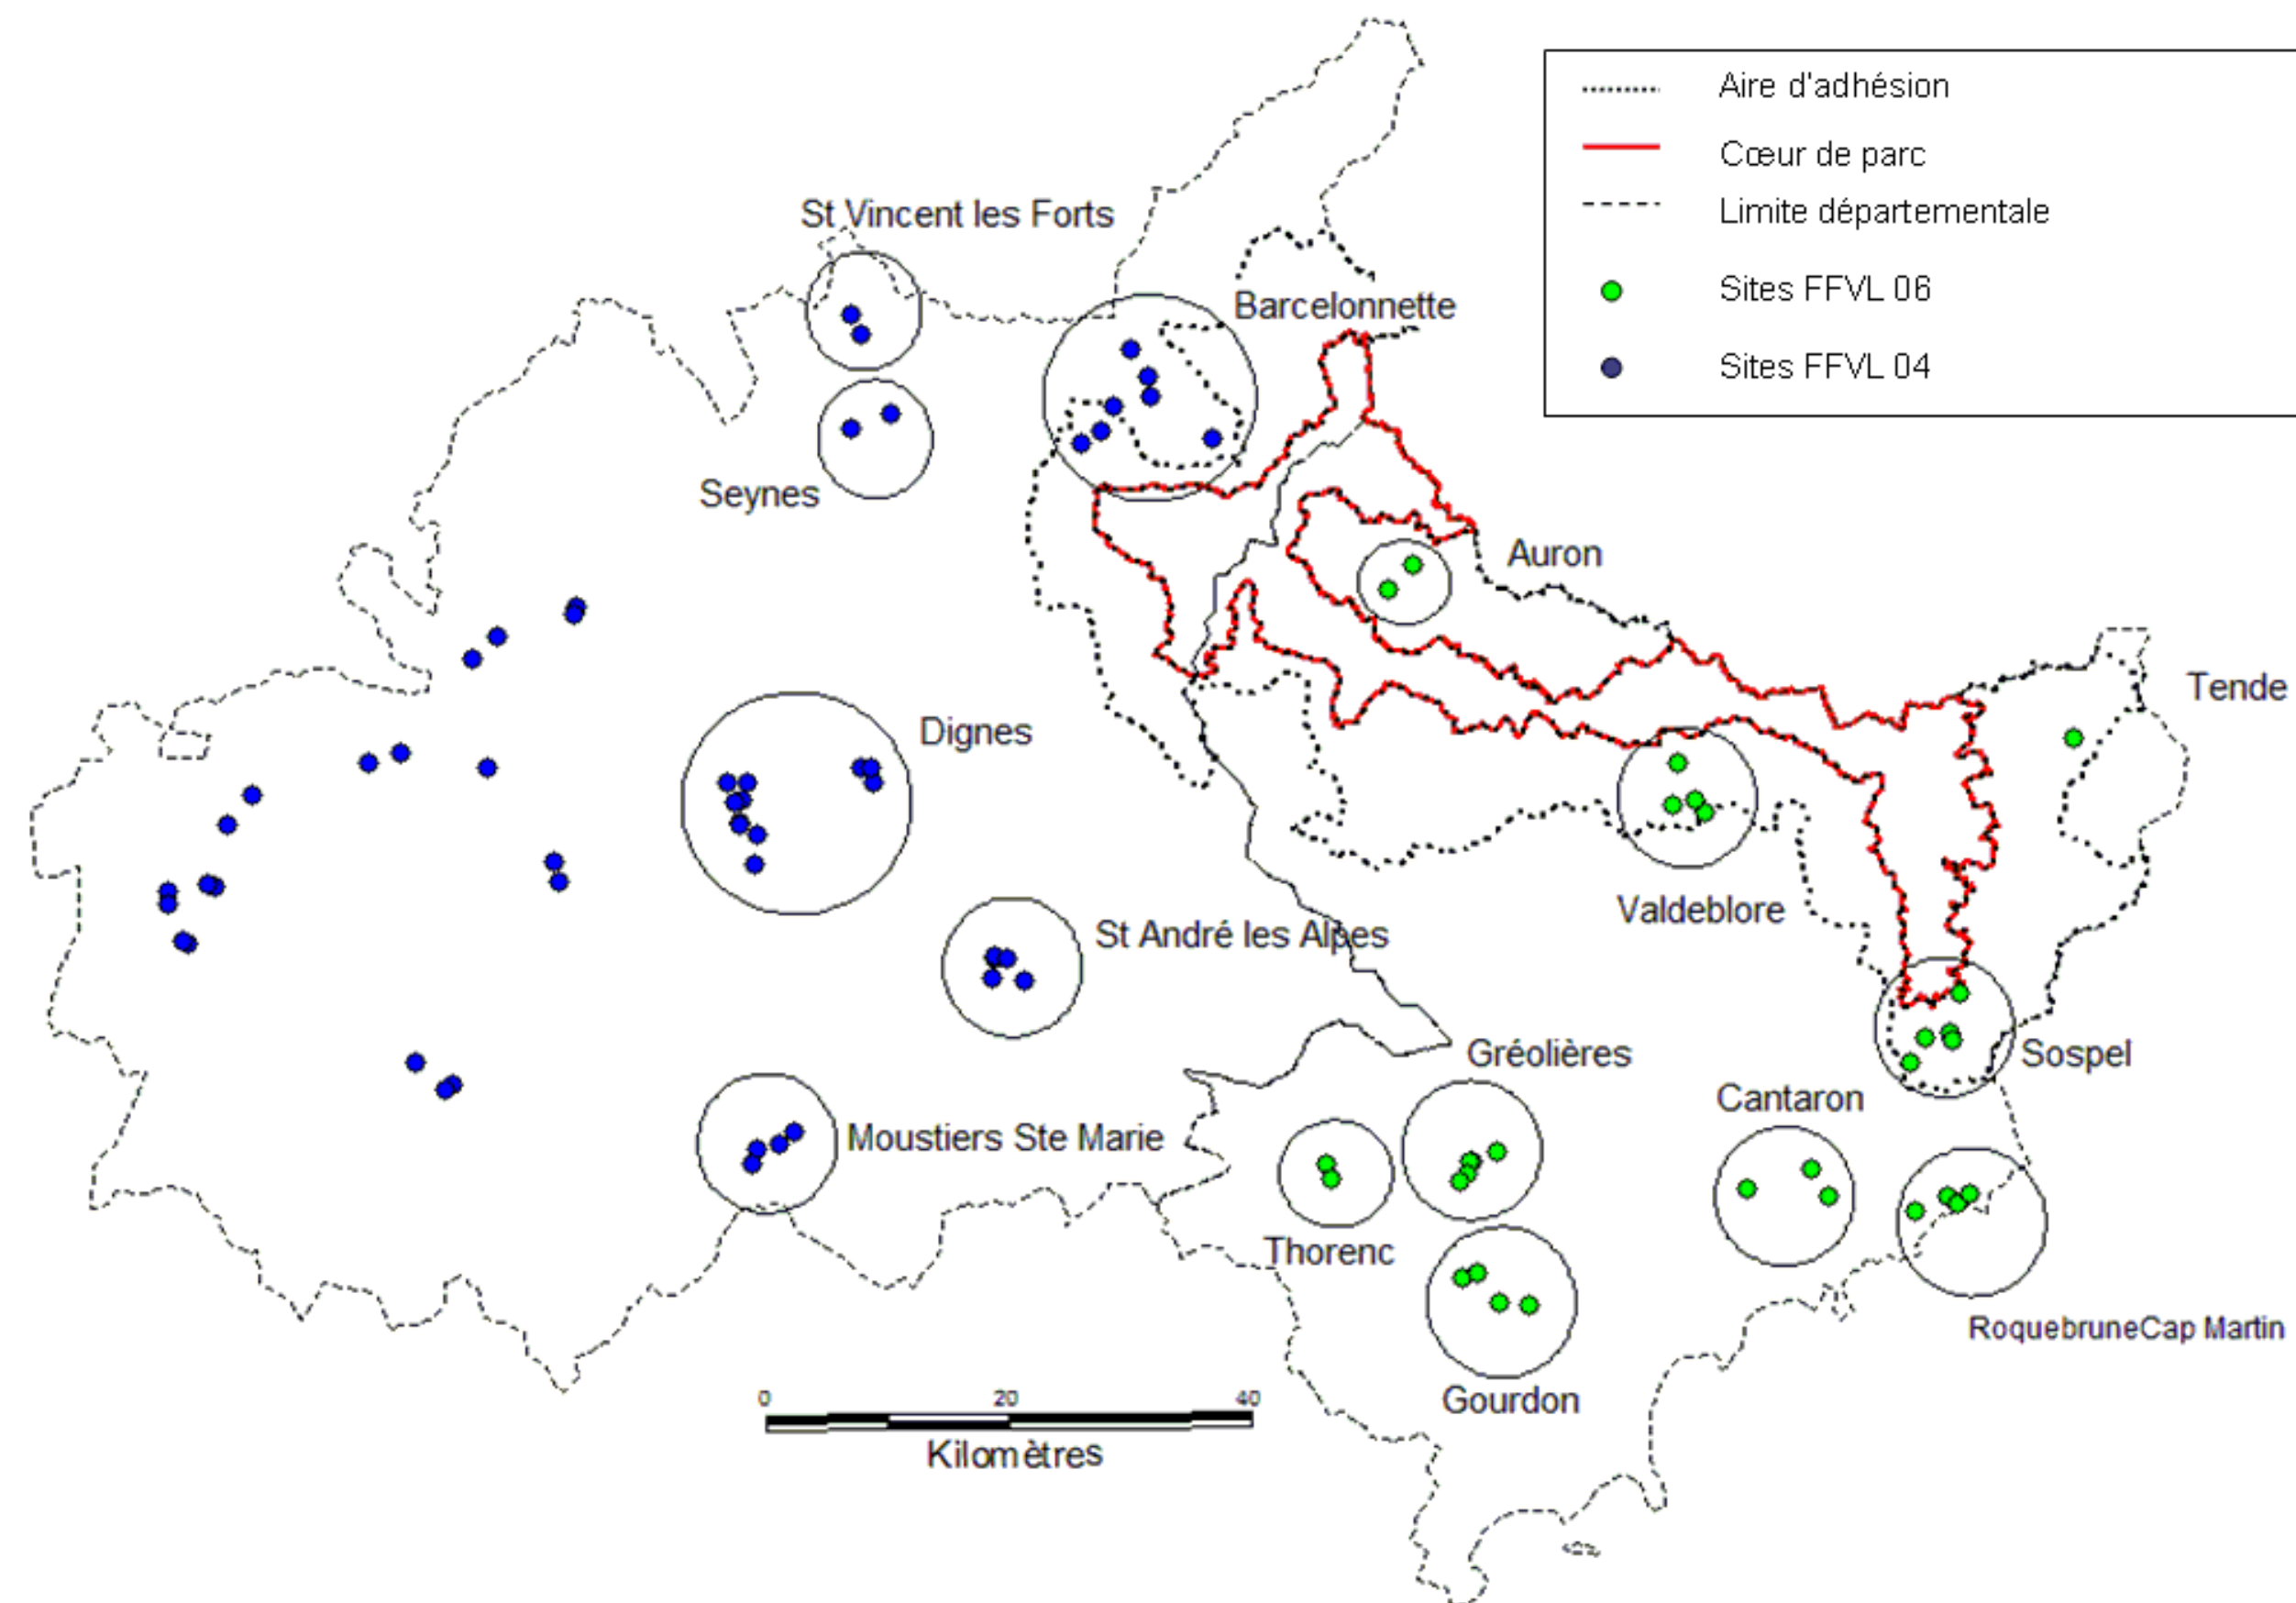 Aire d'adhésion
Cœur de parc
Limite départementale
Sites FFVL 06
Sites FFVL 04
St Vincent les Forts
Barcelonnette
Seynes
Auron
Tende
Dignes
Valdeblore
St André les Alpes
Gréolières
Sospel
Cantaron
Moustiers Ste Marie
Thorenc
RoquebruneCap Martin
Gourdon
0 20 40
Kilomètres